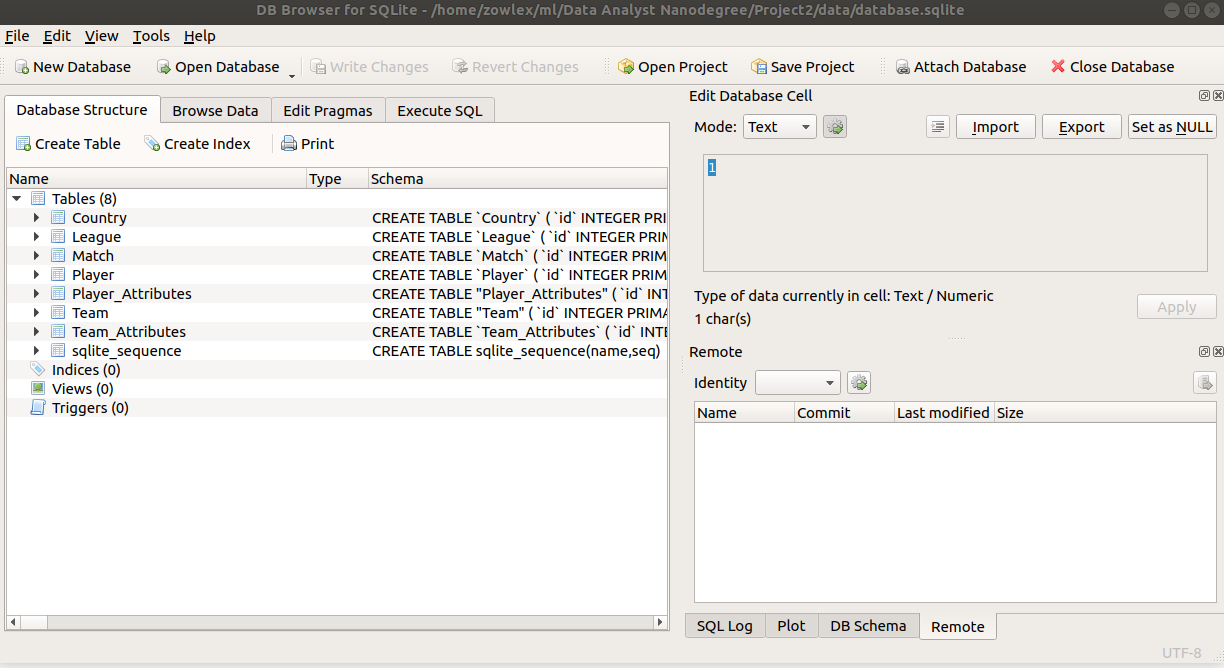 DB Browser for SQLite - /home/zowlex/ml/Data Analyst Nanodegree/Project2/data/database.sqlite
File Edit View Tools Help
New Database Open Database Write Changes Revert Changes Open Project Save Project Attach Database Close Database
Database Structure Browse Data Edit Pragmas Execute SQL
Create Table Create Index Print
Name Type Schema
Tables (8)
Country CREATE TABLE `Country` ( `id` INTEGER PRI
League CREATE TABLE `League` ( `id` INTEGER PRIM
Match CREATE TABLE `Match` ( `id` INTEGER PRIM
Player CREATE TABLE `Player` ( `id` INTEGER PRIM
Player_Attributes CREATE TABLE "Player_Attributes" ( `id` INT
Team CREATE TABLE "Team" ( `id` INTEGER PRIMA
Team_Attributes CREATE TABLE `Team_Attributes` ( `id` INTE
sqlite_sequence CREATE TABLE sqlite_sequence(name,seq)
Indices (0)
Views (0)
Triggers (0)
Edit Database Cell
Mode: Text Import Export Set as NULL
1
Type of data currently in cell: Text / Numeric
1 char(s)
Apply
Remote
Identity
Name Commit Last modified Size
SQL Log Plot DB Schema Remote
UTF-8